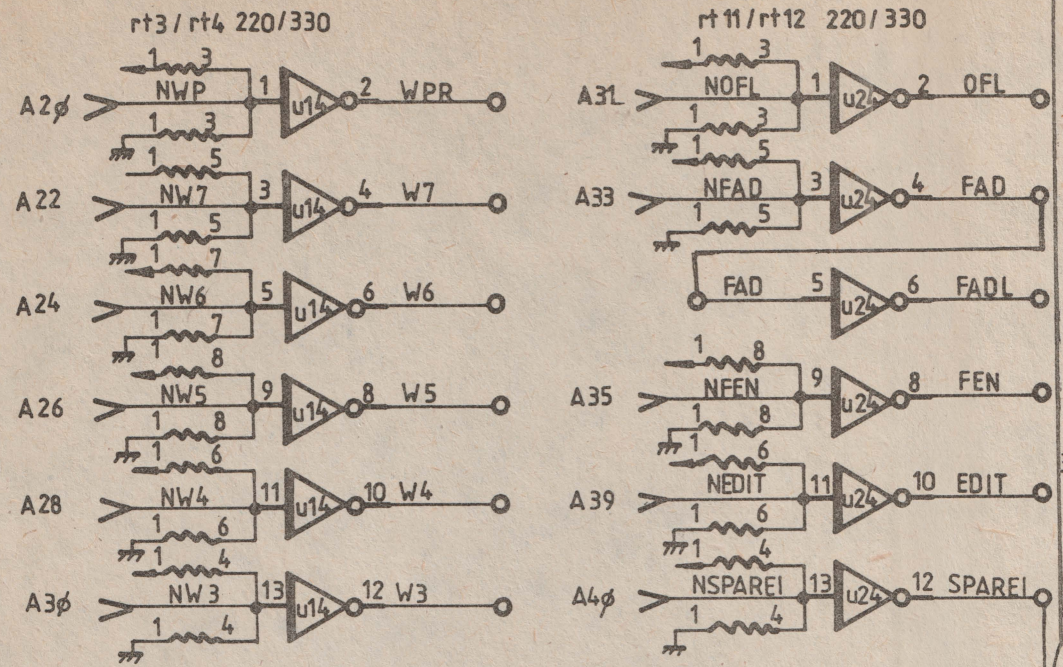 rt3/rt4 220/330
1 3
A2ϕ NWP 1 u14 2 WPR
1 3
1 5
A22 NW7 3 u14 4 W7
1 5
7
A24 NW6 5 u14 6 W6
1 7
1 8
A26 NW5 9 u14 8 W5
1 8
1 6
A28 NW4 11 u14 10 W4
1 6
1 4
A3ϕ NW3 13 u14 12 W3
1 4
rt11/rt12 220/330
1 3
A31 NOFL 1 u24 2 OFL
1 3
1 5
A33 NFAD 3 u24 4 FAD
1 5
FAD 5 u24 6 FADL
1 8
A35 NFEN 9 u24 8 FEN
1 8
1 6
A39 NEDIT 11 u24 10 EDIT
1 6
1 4
A4ϕ NSPAREI 13 u24 12 SPAREI
1 4